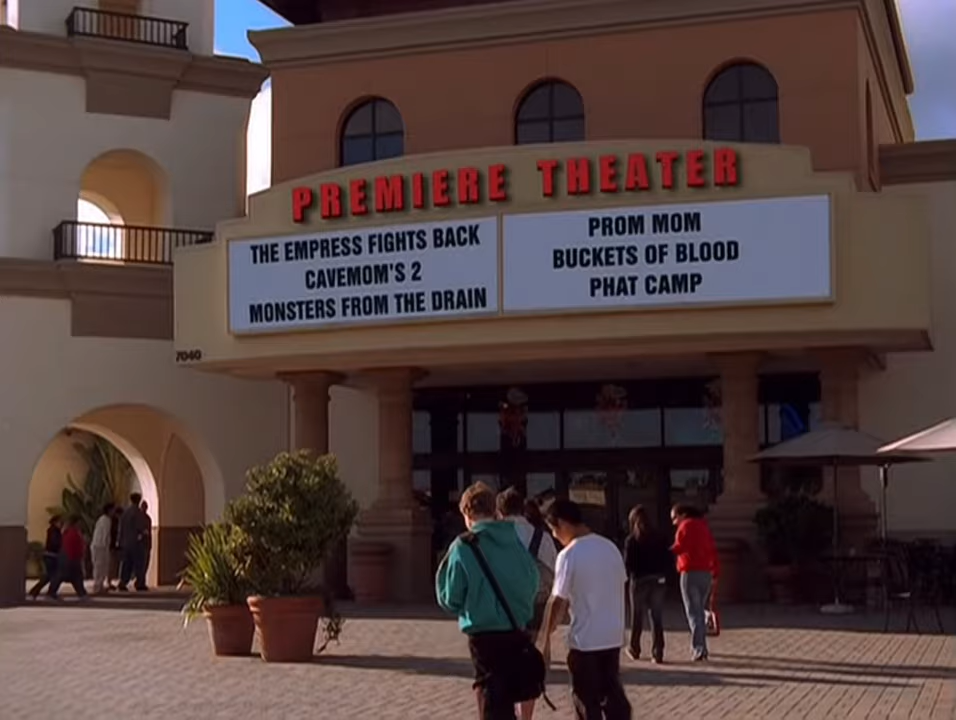 PREMIERE THEATER
THE EMPRESS FIGHTS BACK
CAVEMOM'S 2
MONSTERS FROM THE DRAIN
PROM MOM
BUCKETS OF BLOOD
PHAT CAMP
7040